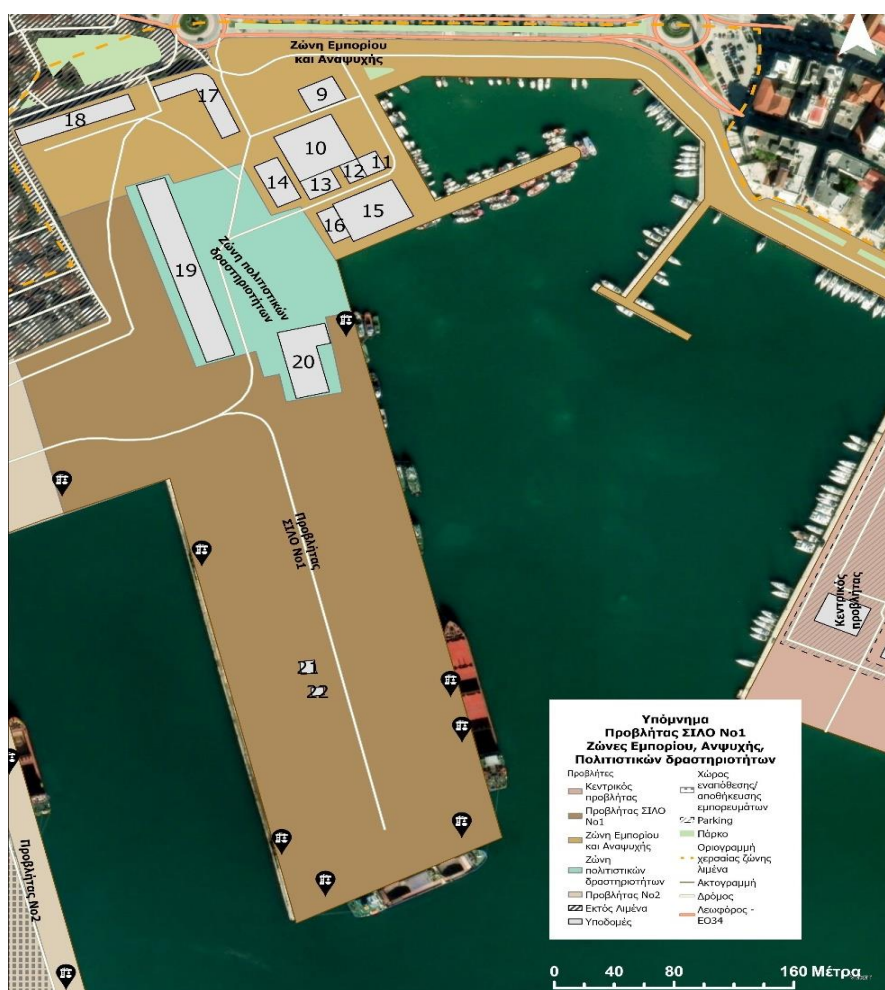 Ζώνη Εμπορίου
και Αναψυχής
17
9
18
10
11
12
13
14
15
16
19
Ζώνη πολιτιστικών
δραστηριοτήτων
20
Προβλήτας
ΣΙΛΟ Νο1
Κεντρικός
προβλήτας
21
22
Προβλήτας Νο2
Υπόμνημα
Προβλήτας ΣΙΛΟ Νο1
Ζώνες Εμπορίου, Ανψυχής,
Πολιτιστικών δραστηριοτήτων
Προβλήτες
Κεντρικός
προβλήτας
Προβλήτας ΣΙΛΟ
Νο1
Ζώνη Εμπορίου
και Αναψυχής
Ζώνη
πολιτιστικών
δραστηριοτήτων
Προβλήτας Νο2
Εκτός Λιμένα
Υποδομές
Χώρος
εναπόθεσης/
αποθήκευσης
εμπορευμάτων
Parking
Πάρκο
Οριογραμμή
χερσαίας ζώνης
λιμένα
Ακτογραμμή
Δρόμος
Λεωφόρος -
ΕΟ34
0 40 80 160 Μέτρα